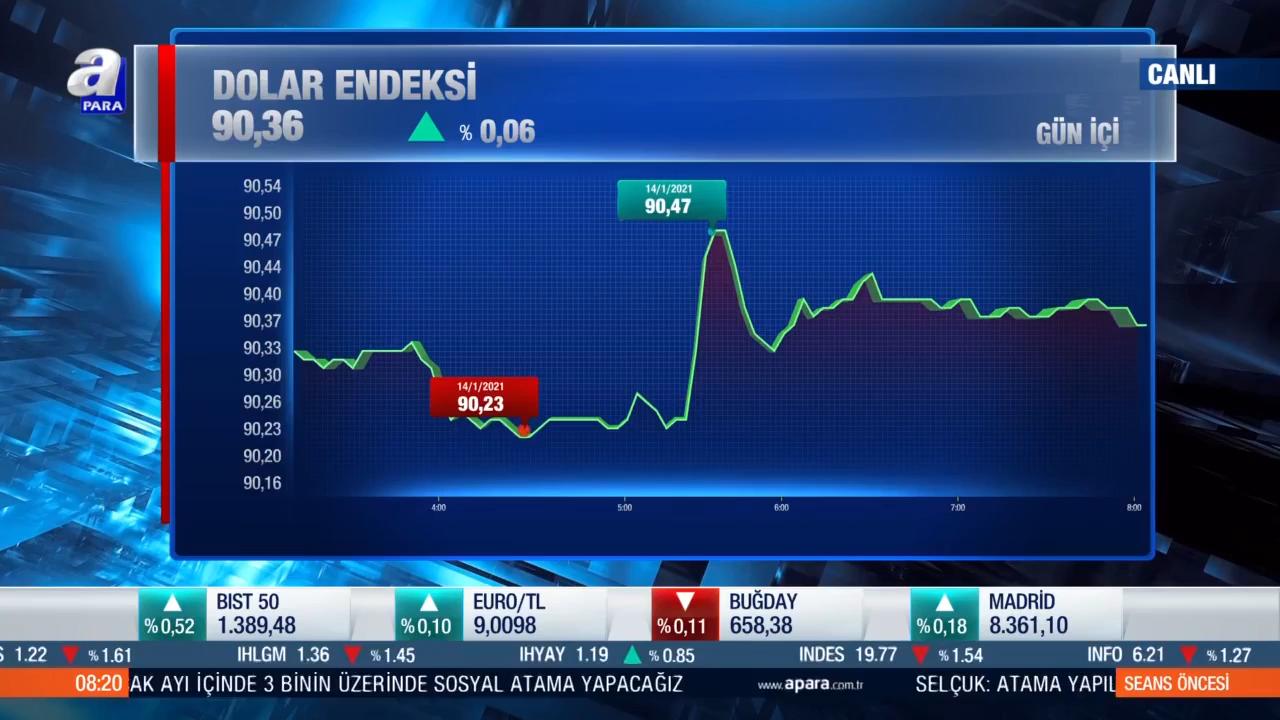 a
PARA
DOLAR ENDEKSİ
90,36
% 0,06
GÜN İÇİ
CANLI
90,54
90,50
90,47
90,44
90,40
90,37
90,33
90,30
90,26
90,23
90,20
90,16
14/1/2021
90,47
14/1/2021
90,23
4:00 5:00 6:00 7:00 8:00
%0,52 BIST 50 1.389,48
%0,10 EURO/TL 9,0098
%0,11 BUĞDAY 658,38
%0,18 MADRİD 8.361,10
S 1.22 %1.61 IHLGM 1.36 %1.45 IHYAY 1.19 %0.85 INDES 19.77 %1.54 INFO 6.21 %1.27
08:20 AK AYI İÇİNDE 3 BİNİN ÜZERİNDE SOSYAL ATAMA YAPACAĞIZ www.apara.com.tr SELÇUK: ATAMA YAPIL SEANS ÖNCESİ